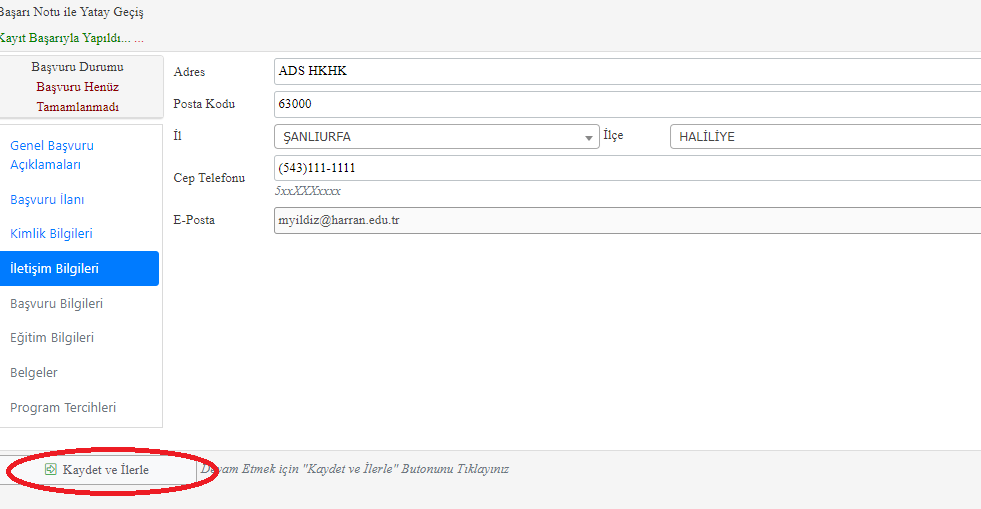 Başarı Notu ile Yatay Geçiş
Kayıt Başarıyla Yapıldı... ...
Başvuru Durumu
Başvuru Henüz
Tamamlanmadı
Genel Başvuru
Açıklamaları
Başvuru İlanı
Kimlik Bilgileri
İletişim Bilgileri
Başvuru Bilgileri
Eğitim Bilgileri
Belgeler
Program Tercihleri
Adres ADS HKHK
Posta Kodu 63000
İl ŞANLIURFA İlçe HALİLİYE
Cep Telefonu (543)111-1111
5xxXXXxxxx
E-Posta myildiz@harran.edu.tr
Kaydet ve İlerle Devam Etmek için "Kaydet ve İlerle" Butonunu Tıklayınız